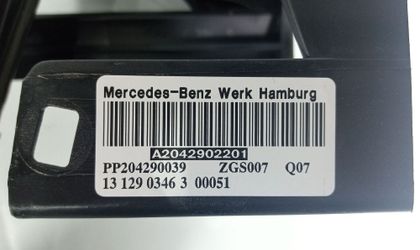 Mercedes-Benz Werk Hamburg
A2042902201
PP204290039 ZGS007 Q07
13 129 0346 3 00051